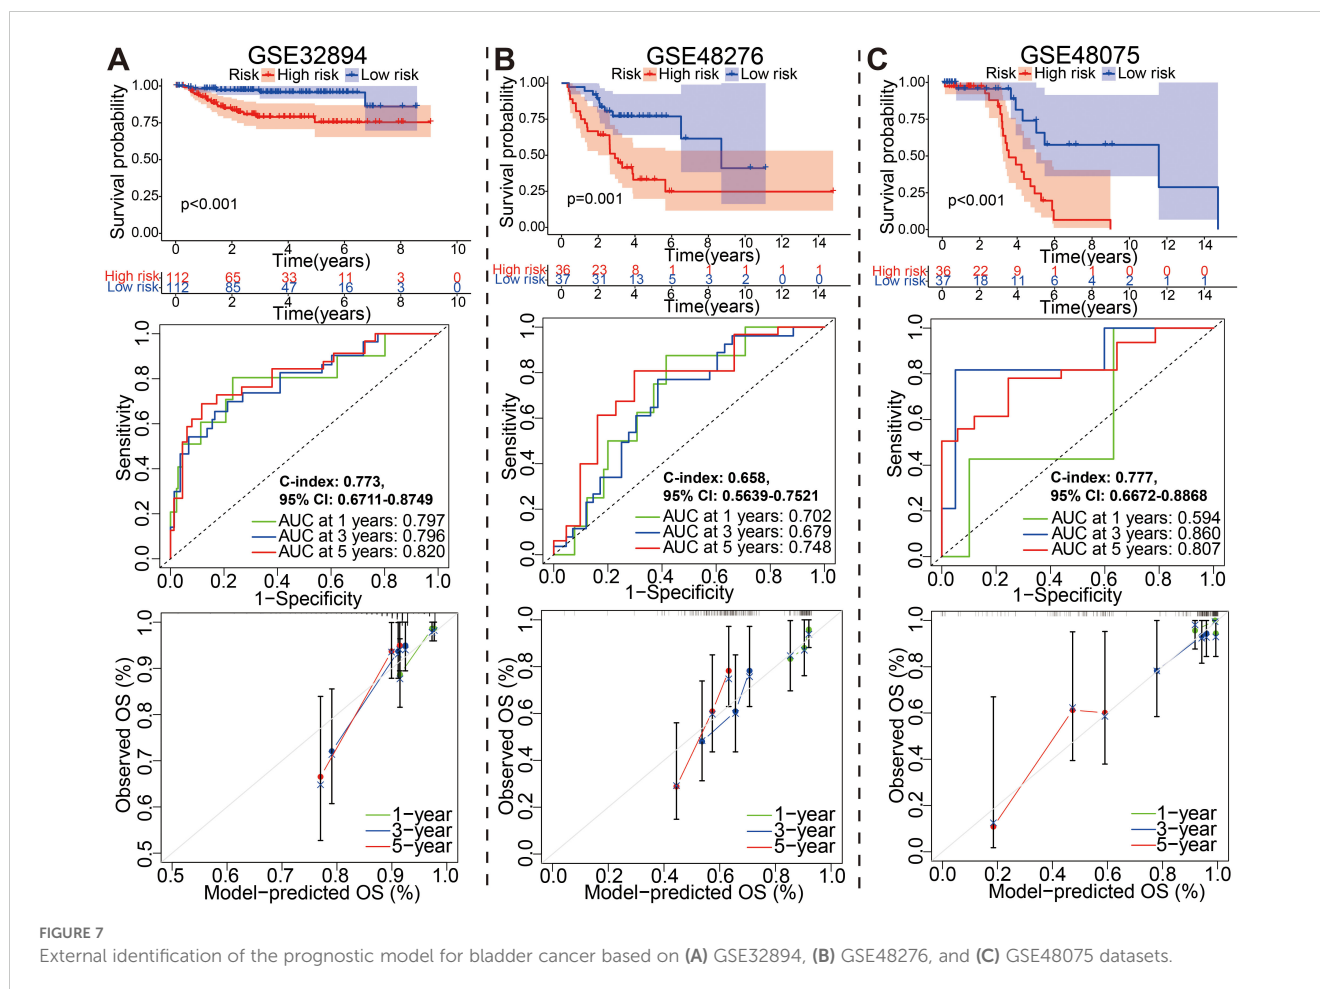 A
GSE32894
Risk High risk Low risk
Survival probability
1.00
0.75
0.50
0.25
0.00
p<0.001
0 2 4 6 8 10
Time(years)
High risk 112 65 33 11 3 0
Low risk 112 85 47 16 3 0
0 2 4 6 8 10
Time(years)
Sensitivity
1.0
0.8
0.6
0.4
0.2
0.0
C-index: 0.773,
95% CI: 0.6711-0.8749
AUC at 1 years: 0.797
AUC at 3 years: 0.796
AUC at 5 years: 0.820
0.0 0.2 0.4 0.6 0.8 1.0
1−Specificity
Observed OS (%)
1.0
0.9
0.8
0.7
0.6
0.5
1−year
3−year
5−year
0.5 0.6 0.7 0.8 0.9 1.0
Model−predicted OS (%)
B
GSE48276
Risk High risk Low risk
Survival probability
1.00
0.75
0.50
0.25
0.00
p=0.001
0 2 4 6 8 10 12 14
Time(years)
High risk 36 23 8 1 1 1 1 1
Low risk 37 31 13 5 3 2 0 0
0 2 4 6 8 10 12 14
Time(years)
Sensitivity
1.0
0.8
0.6
0.4
0.2
0.0
C-index: 0.658,
95% CI: 0.5639-0.7521
AUC at 1 years: 0.702
AUC at 3 years: 0.679
AUC at 5 years: 0.748
0.0 0.2 0.4 0.6 0.8 1.0
1−Specificity
Observed OS (%)
1.0
0.8
0.6
0.4
0.2
0.0
1−year
3−year
5−year
0.0 0.2 0.4 0.6 0.8 1.0
Model−predicted OS (%)
C
GSE48075
Risk High risk Low risk
Survival probability
1.00
0.75
0.50
0.25
0.00
p<0.001
0 2 4 6 8 10 12 14
Time(years)
High risk 36 22 9 1 1 0 0 0
Low risk 37 18 11 6 4 2 1 1
0 2 4 6 8 10 12 14
Time(years)
Sensitivity
1.0
0.8
0.6
0.4
0.2
0.0
C-index: 0.777,
95% CI: 0.6672-0.8868
AUC at 1 years: 0.594
AUC at 3 years: 0.860
AUC at 5 years: 0.807
0.0 0.2 0.4 0.6 0.8 1.0
1−Specificity
Observed OS (%)
1.0
0.8
0.6
0.4
0.2
0.0
1−year
3−year
5−year
0.0 0.2 0.4 0.6 0.8 1.0
Model−predicted OS (%)
FIGURE 7
External identification of the prognostic model for bladder cancer based on (A) GSE32894, (B) GSE48276, and (C) GSE48075 datasets.